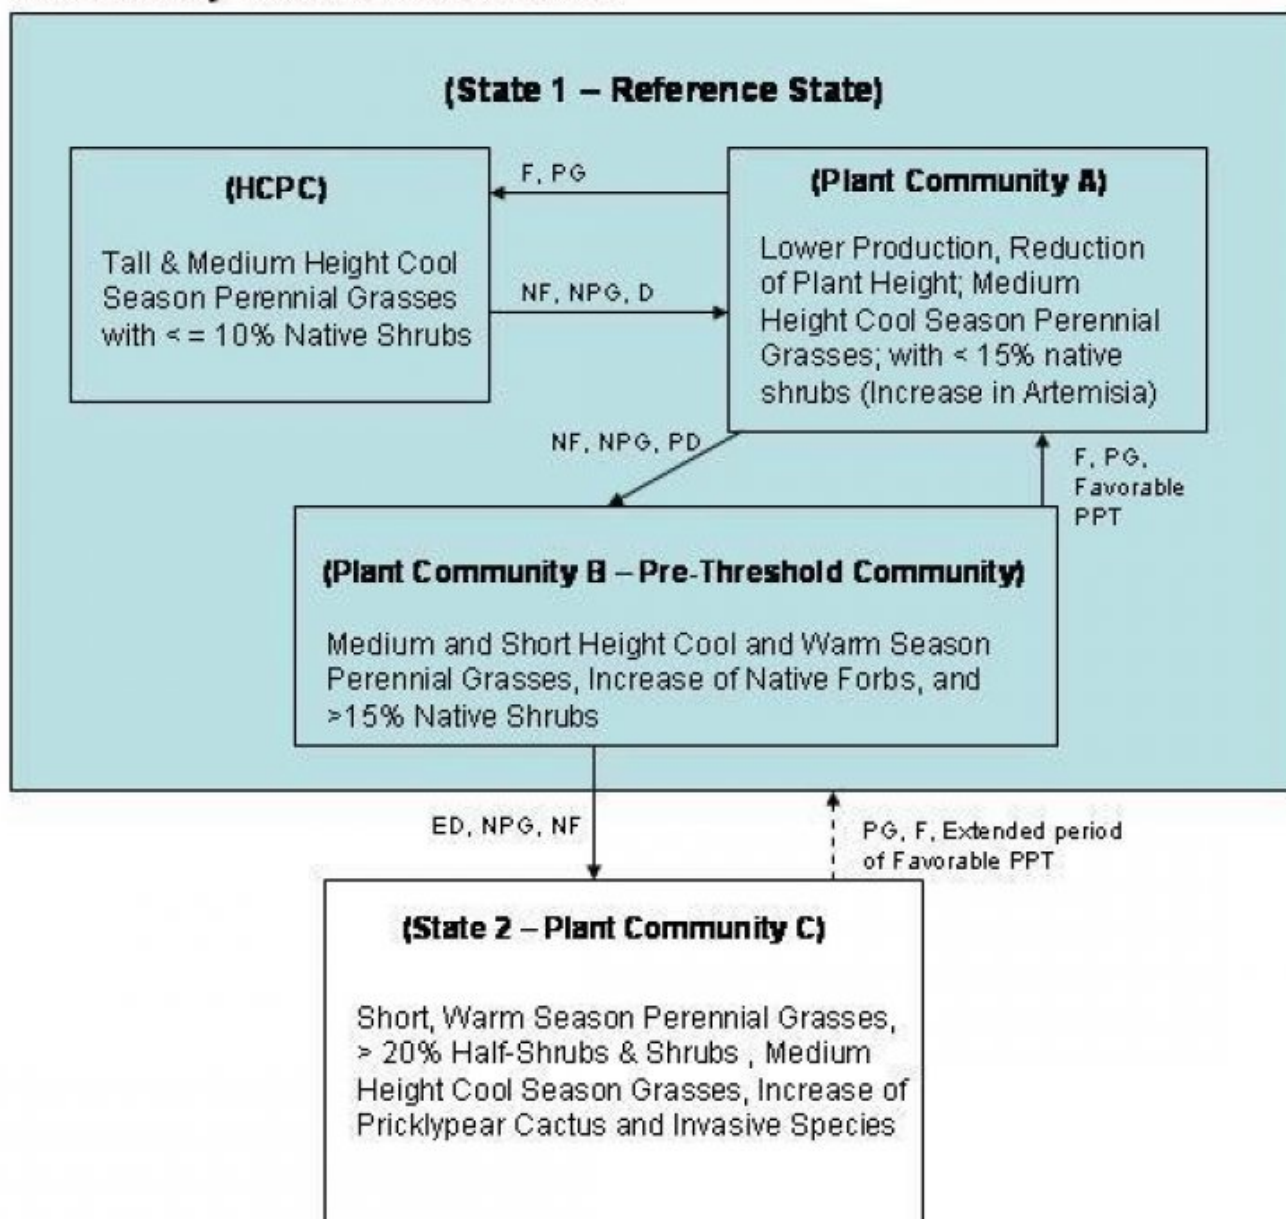 (State 1 – Reference State)
(HCPC)
Tall & Medium Height Cool
Season Perennial Grasses
with < = 10% Native Shrubs
F, PG
NF, NPG, D
(Plant Community A)
Lower Production, Reduction
of Plant Height; Medium
Height Cool Season Perennial
Grasses; with < 15% native
shrubs (Increase in Artemisia)
NF, NPG, PD
F, PG,
Favorable
PPT
(Plant Community B – Pre-Threshold Community)
Medium and Short Height Cool and Warm Season
Perennial Grasses, Increase of Native Forbs, and
>15% Native Shrubs
ED, NPG, NF
PG, F, Extended period
of Favorable PPT
(State 2 – Plant Community C)
Short, Warm Season Perennial Grasses,
> 20% Half-Shrubs & Shrubs , Medium
Height Cool Season Grasses, Increase of
Pricklypear Cactus and Invasive Species